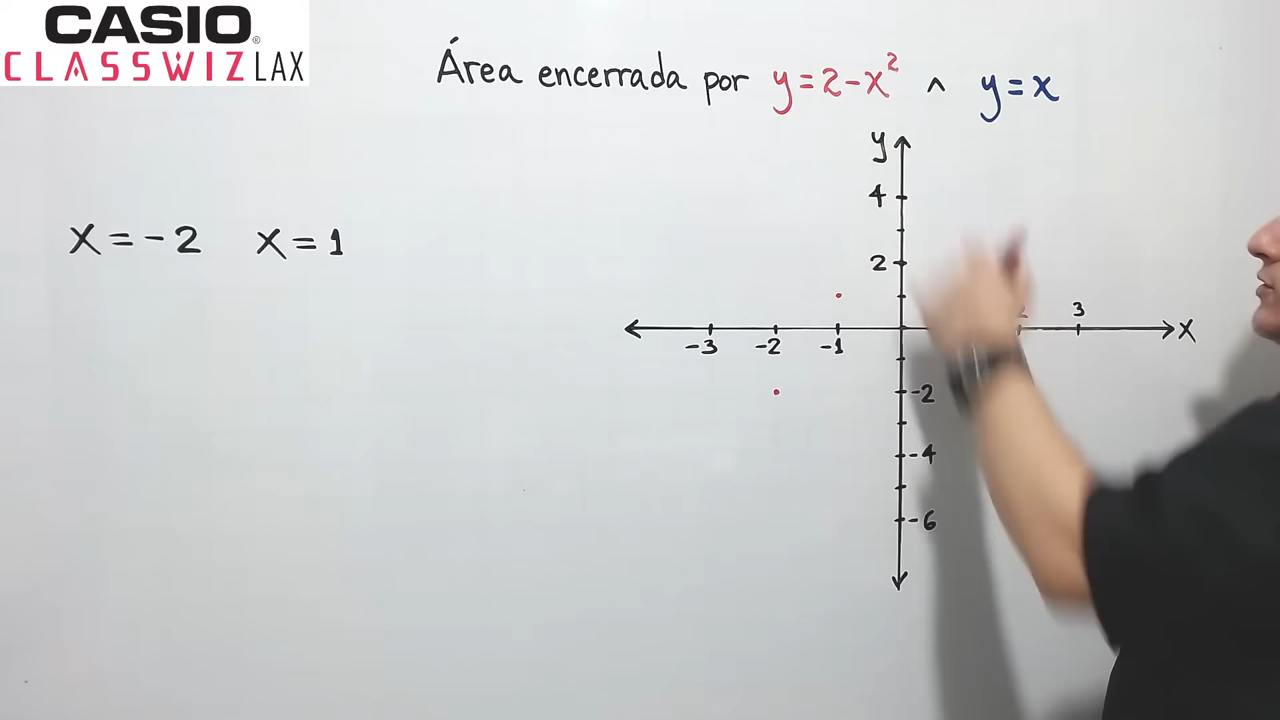 CASIO®
CLASSWIZ LAX
Área encerrada por y=2-x² ^ y=x
y
4
x=-2 x=1
2
3
-3 -2 -1
x
-2
-4
-6